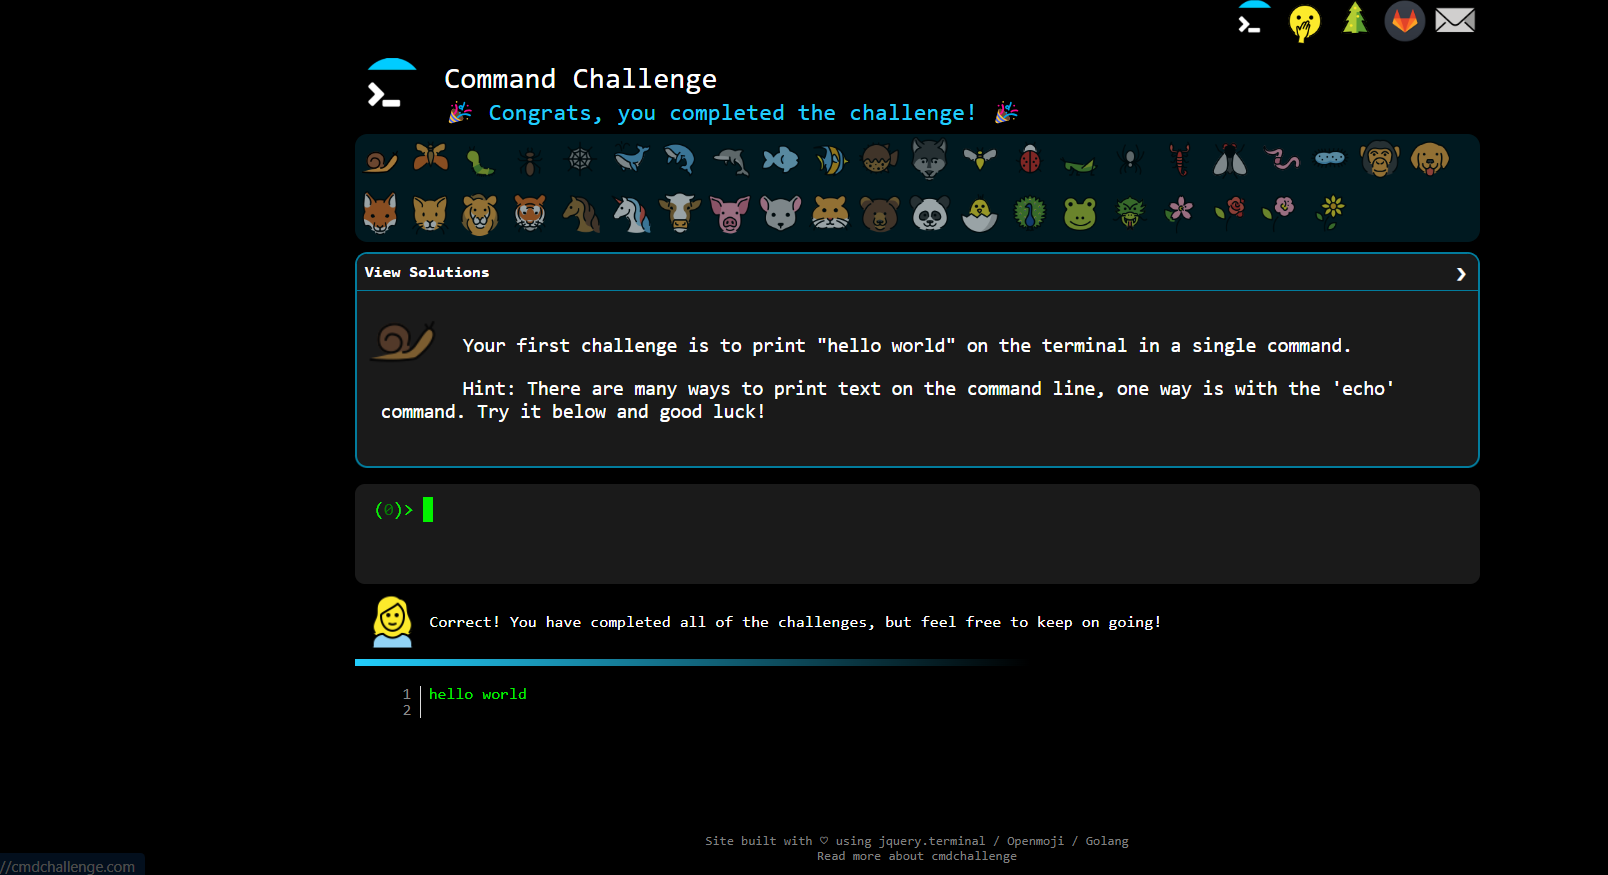 Command Challenge
Congrats, you completed the challenge!
View Solutions
Your first challenge is to print "hello world" on the terminal in a single command.
Hint: There are many ways to print text on the command line, one way is with the 'echo'
command. Try it below and good luck!
(0)>
Correct! You have completed all of the challenges, but feel free to keep on going!
1 hello world
2
Site built with ♡ using jquery.terminal / Openmoji / Golang
Read more about cmdchallenge
//cmdchallenge.com